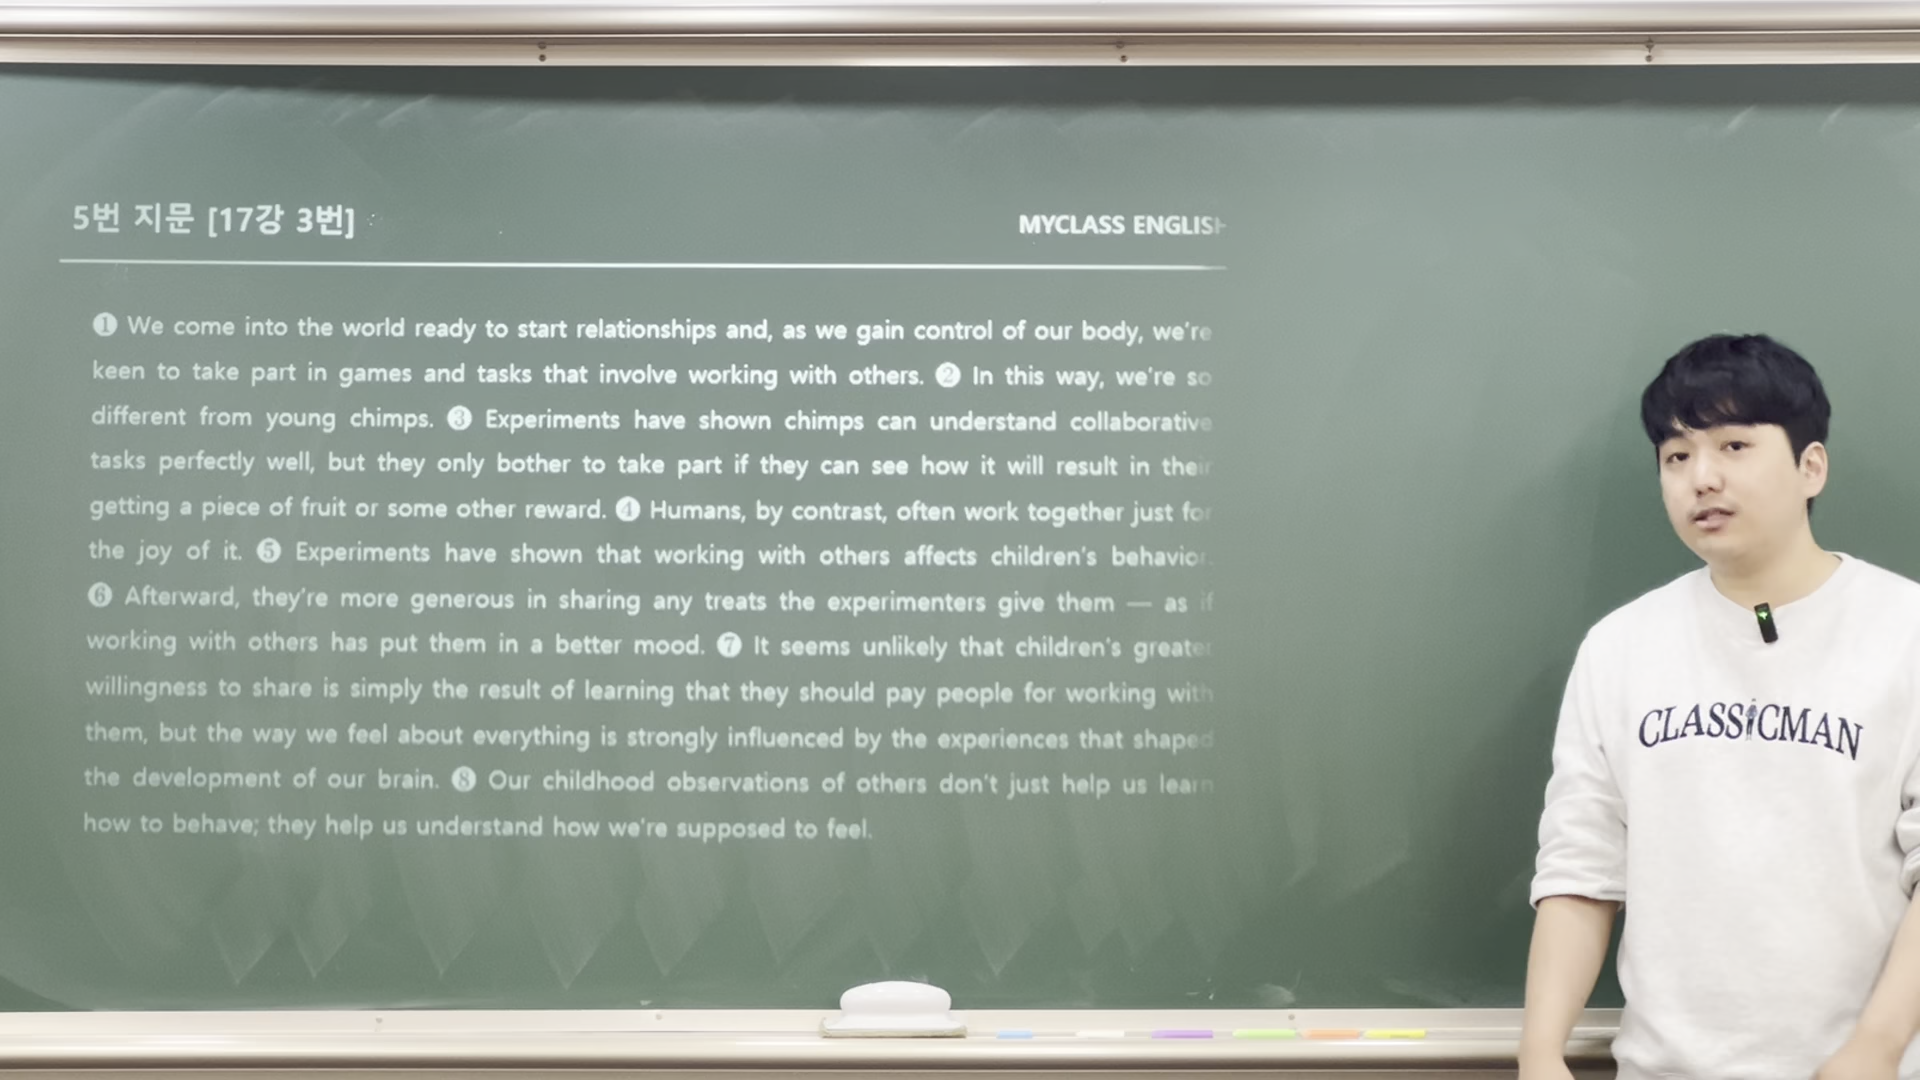 5번 지문 [17강 3번]
MYCLASS ENGLISH
❶ We come into the world ready to start relationships and, as we gain control of our body, we're
keen to take part in games and tasks that involve working with others. ❷ In this way, we're so
different from young chimps. ❸ Experiments have shown chimps can understand collaborative
tasks perfectly well, but they only bother to take part if they can see how it will result in their
getting a piece of fruit or some other reward. ❹ Humans, by contrast, often work together just for
the joy of it. ❺ Experiments have shown that working with others affects children's behavior.
❻ Afterward, they're more generous in sharing any treats the experimenters give them — as if
working with others has put them in a better mood. ❼ It seems unlikely that children's greater
willingness to share is simply the result of learning that they should pay people for working with
them, but the way we feel about everything is strongly influenced by the experiences that shaped
the development of our brain. ❽ Our childhood observations of others don't just help us learn
how to behave; they help us understand how we're supposed to feel.
CLASSICMAN